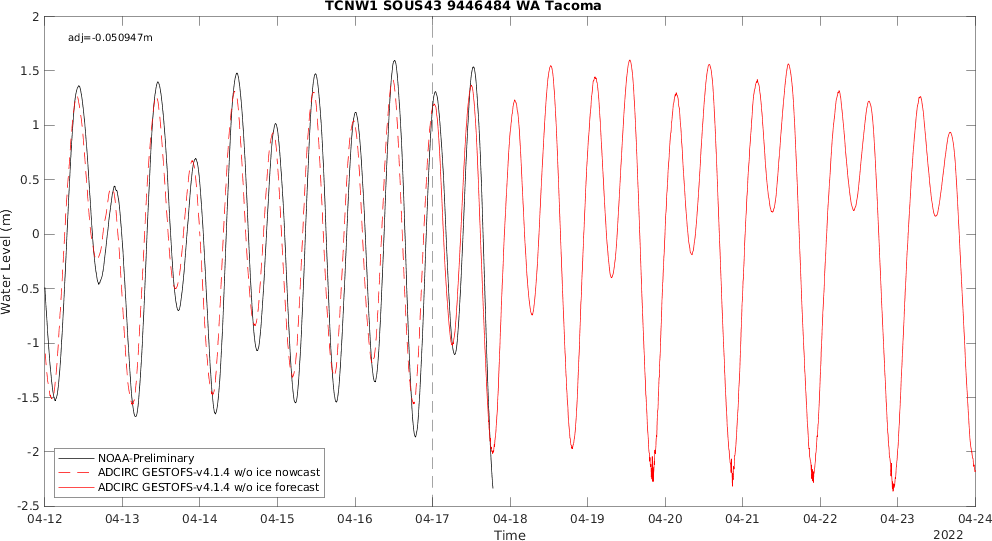 TCNW1 SOUS43 9446484 WA Tacoma
2
adj=-0.050947m
1.5
1
0.5
0
-0.5
-1
-1.5
-2
-2.5
Water Level (m)
NOAA-Preliminary
ADCIRC GESTOFS-v4.1.4 w/o ice nowcast
ADCIRC GESTOFS-v4.1.4 w/o ice forecast
04-12 04-13 04-14 04-15 04-16 04-17 04-18 04-19 04-20 04-21 04-22 04-23 04-24
Time 2022